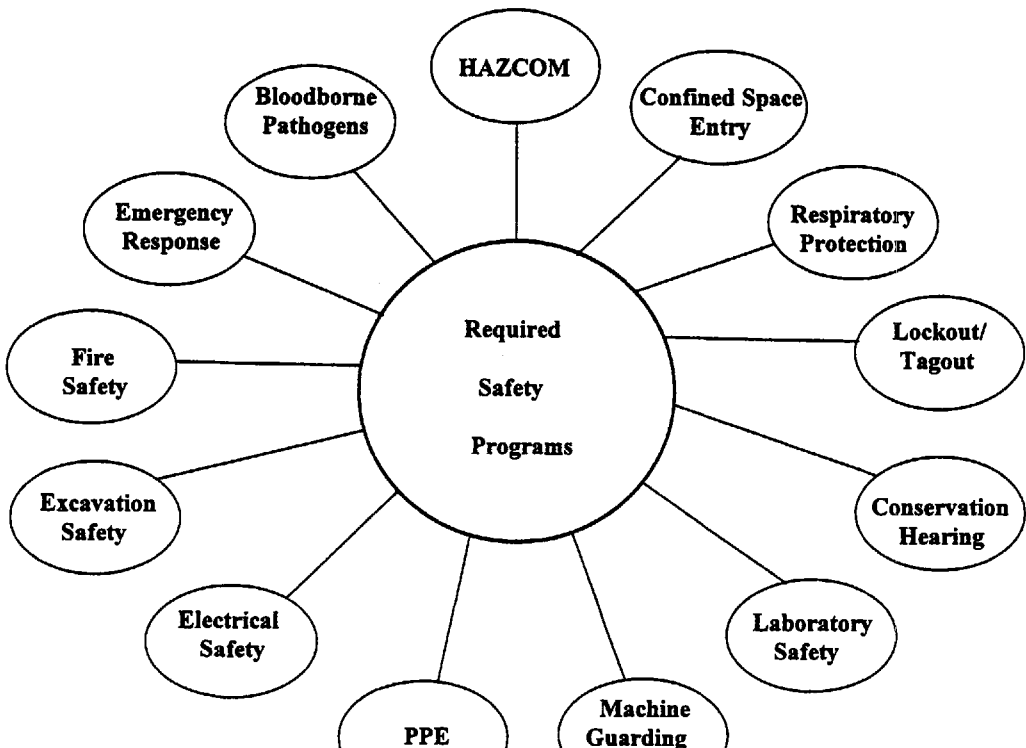 HAZCOM
Confined Space
Entry
Respiratory
Protection
Lockout/
Tagout
Conservation
Hearing
Laboratory
Safety
Machine
Guarding
PPE
Electrical
Safety
Excavation
Safety
Fire
Safety
Emergency
Response
Bloodborne
Pathogens
Required
Safety
Programs